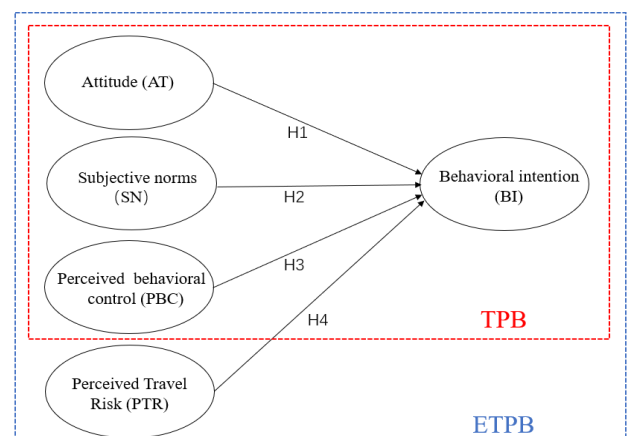 Attitude (AT)
H1
Subjective norms
(SN)
H2
Behavioral intention
(BI)
Perceived behavioral
control (PBC)
H3
H4
TPB
Perceived Travel
Risk (PTR)
ETPB